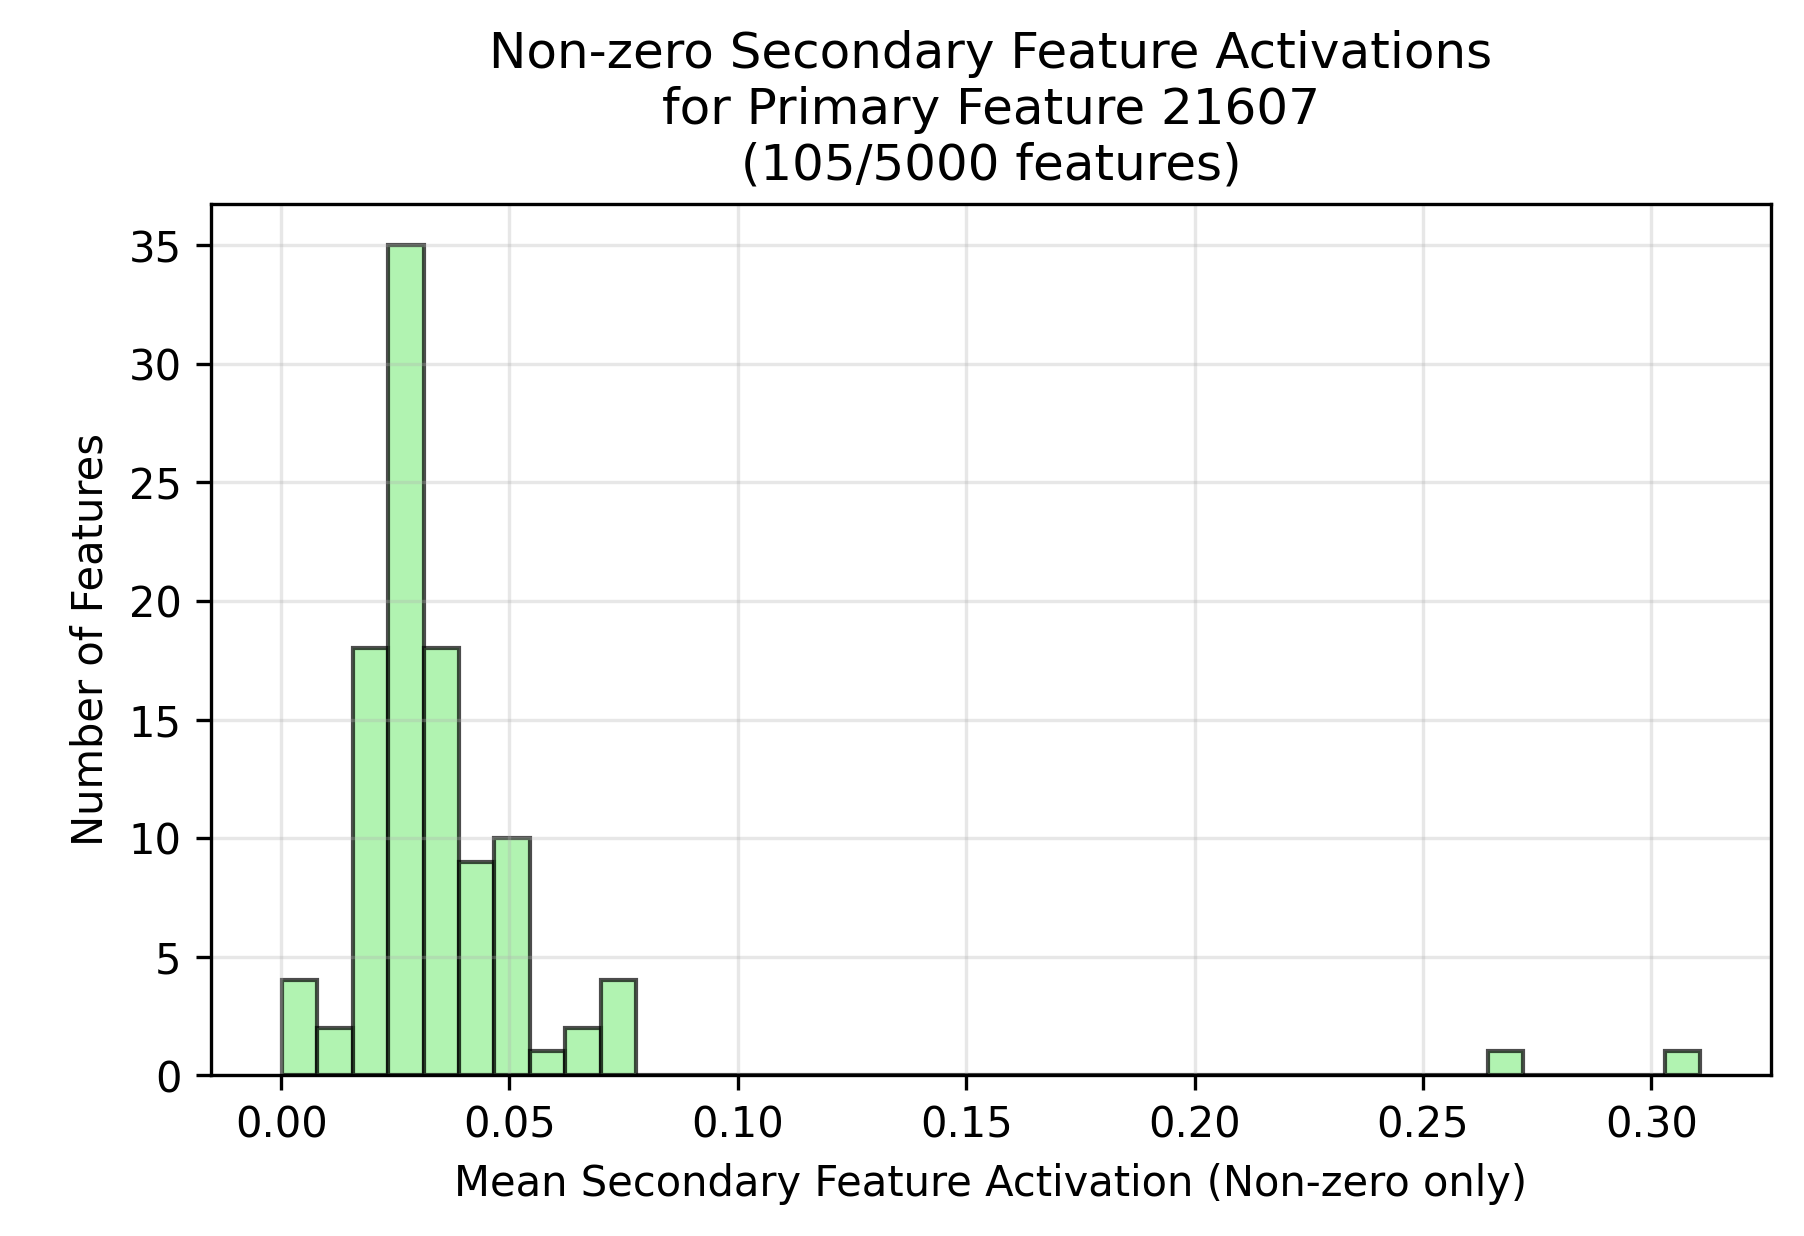 Non-zero Secondary Feature Activations
for Primary Feature 21607
(105/5000 features)
Number of Features
35
30
25
20
15
10
5
0
0.00 0.05 0.10 0.15 0.20 0.25 0.30
Mean Secondary Feature Activation (Non-zero only)